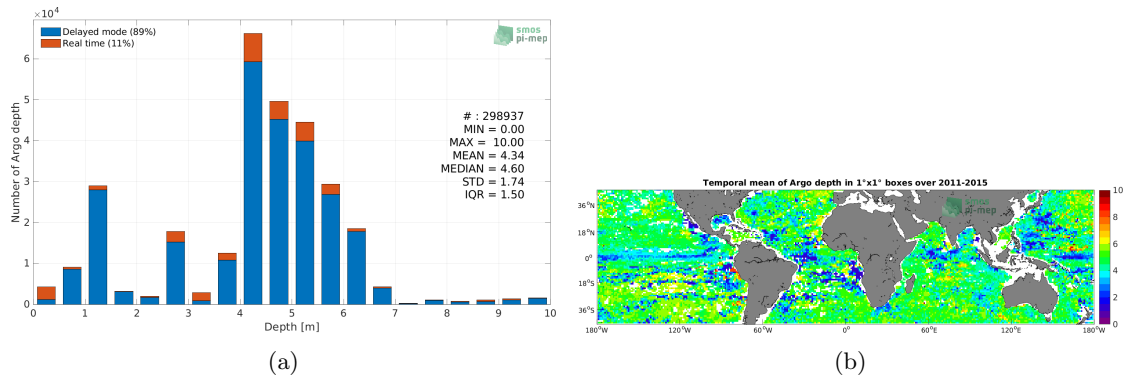 ×10⁴
Delayed mode (89%)
Real time (11%)
smos
pi-mep
# : 298937
MIN = 0.00
MAX = 10.00
MEAN = 4.34
MEDIAN = 4.60
STD = 1.74
IQR = 1.50
Number of Argo depth
6
5
4
3
2
1
0
0 1 2 3 4 5 6 7 8 9 10
Depth [m]
(a)
Temporal mean of Argo depth in 1°x1° boxes over 2011-2015
smos
pi-mep
36°N
18°N
0°
18°S
36°S
180°W 120°W 60°W 0° 60°E 120°E 180°W
10
8
6
4
2
0
(b)